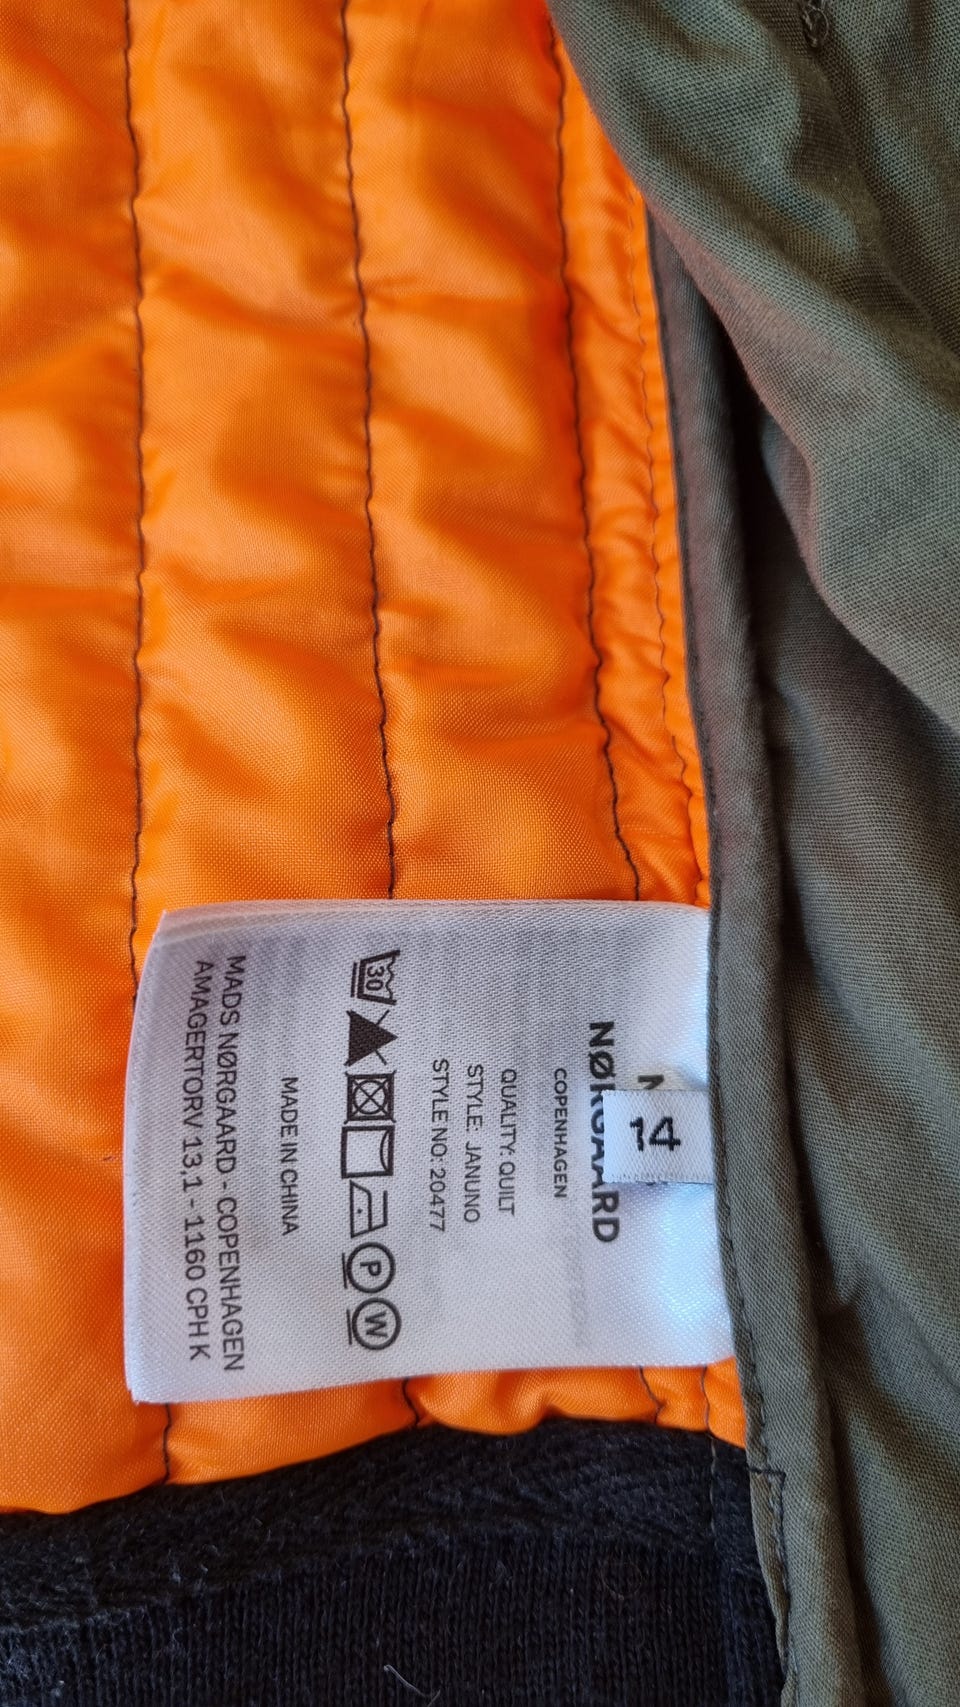 14
COPENHAGEN
QUALITY: QUILT
STYLE: JANUNO
STYLE NO: 20477
30
P
W
MADE IN CHINA
MADS NØRGAARD - COPENHAGEN
AMAGERTORV 13,1 - 1160 CPH K